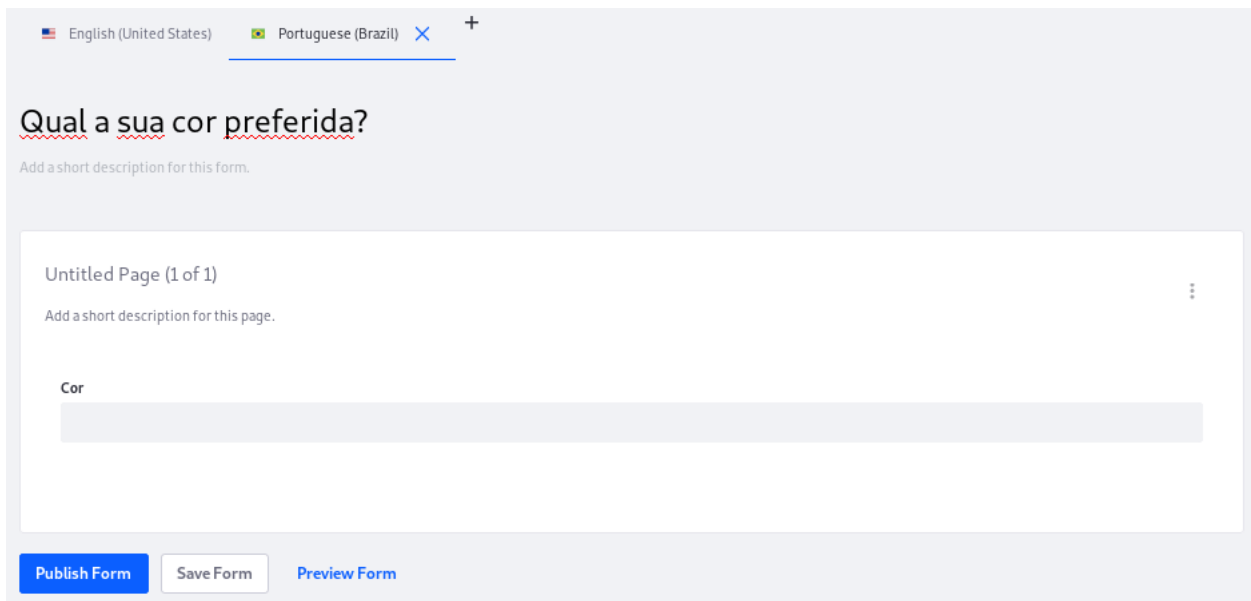 English (United States) Portuguese (Brazil) +
Qual a sua cor preferida?
Add a short description for this form.
Untitled Page (1 of 1)
Add a short description for this page.
Cor
Publish Form Save Form Preview Form